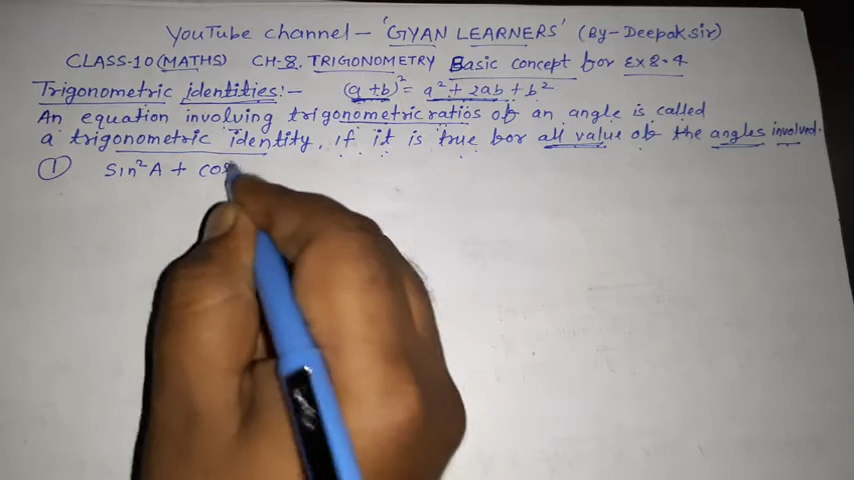 YouTube channel - 'GYAN LEARNERS' (By-Deepak sir)
CLASS-10 (MATHS) CH-8. TRIGONOMETRY Basic concept for Ex 8.4
Trigonometric identities:- (a+b)² = a² + 2ab + b²
An equation involving trigonometric ratios of an angle is called
a trigonometric identity, if it is true for all value of the angles involved.
① Sin²A + cos